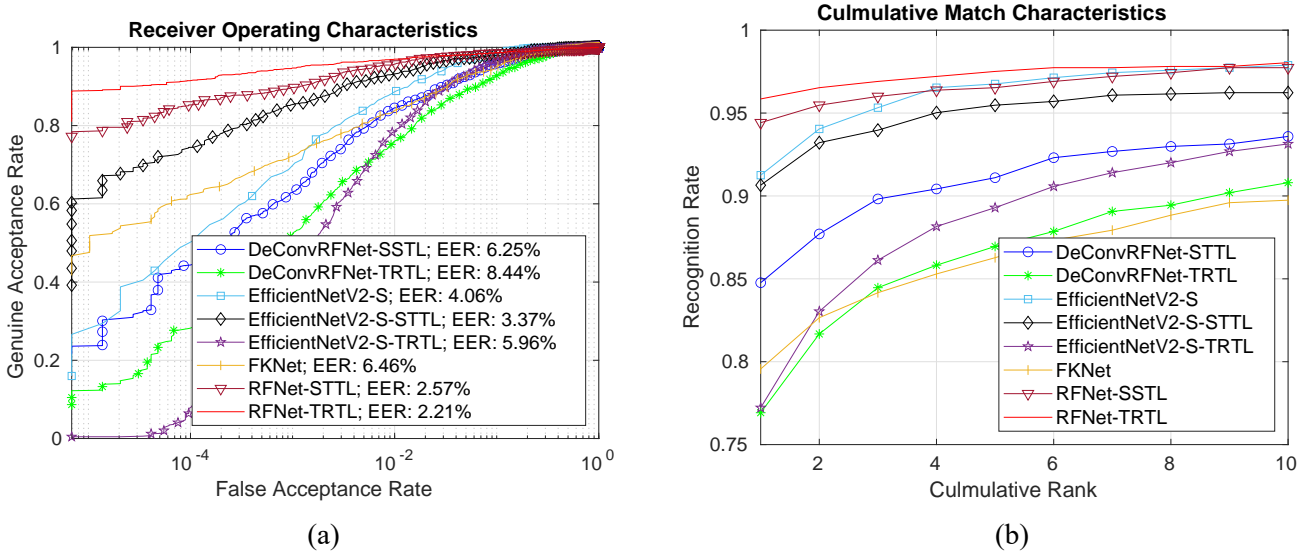 Receiver Operating Characteristics
Genuine Acceptance Rate
1
0.8
0.6
0.4
0.2
0
10-4
10-2
100
False Acceptance Rate
DeConvRFNet-SSTL; EER: 6.25%
DeConvRFNet-TRTL; EER: 8.44%
EfficientNetV2-S; EER: 4.06%
EfficientNetV2-S-STTL; EER: 3.37%
EfficientNetV2-S-TRTL; EER: 5.96%
FKNet; EER: 6.46%
RFNet-STTL; EER: 2.57%
RFNet-TRTL; EER: 2.21%
(a)
Culmulative Match Characteristics
Recognition Rate
1
0.95
0.9
0.85
0.8
0.75
2
4
6
8
10
Culmulative Rank
DeConvRFNet-STTL
DeConvRFNet-TRTL
EfficientNetV2-S
EfficientNetV2-S-STTL
EfficientNetV2-S-TRTL
FKNet
RFNet-SSTL
RFNet-TRTL
(b)